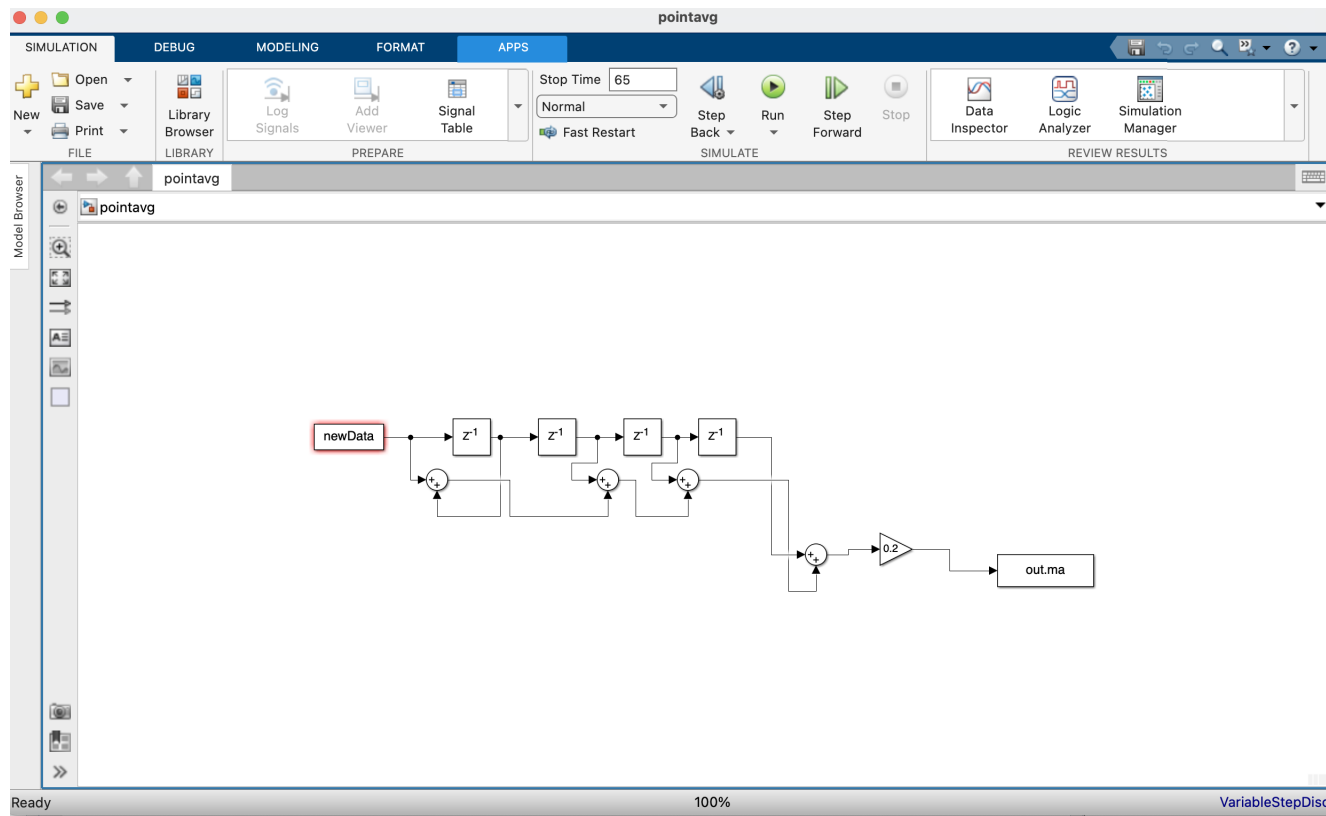 pointavg
SIMULATION DEBUG MODELING FORMAT APPS
New
Open
Save
Print
FILE
Library
Browser
LIBRARY
Log
Signals
Add
Viewer
Signal
Table
PREPARE
Stop Time 65
Normal
Fast Restart
Step
Back
Run
Step
Forward
Stop
SIMULATE
Data
Inspector
Logic
Analyzer
Simulation
Manager
REVIEW RESULTS
Model Browser
pointavg
pointavg
newData
z-1
z-1
z-1
z-1
0.2
out.ma
Ready 100% VariableStepDisc